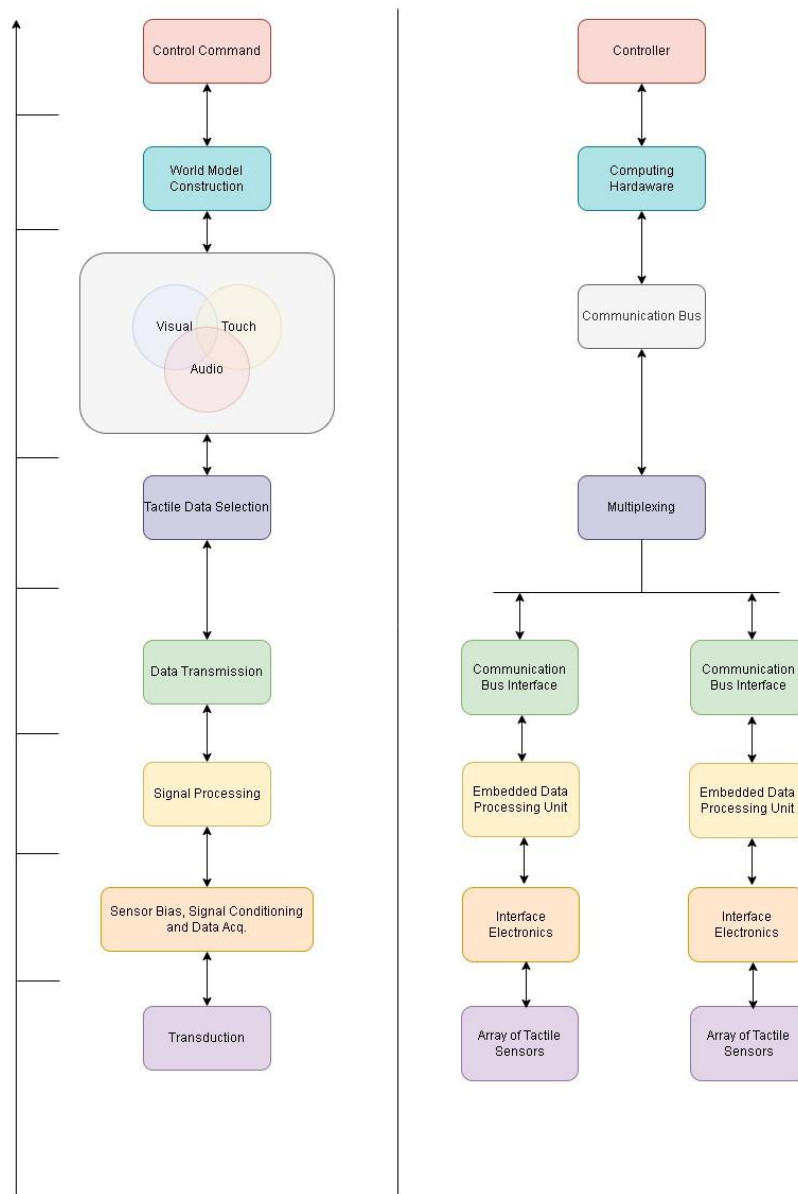 Control Command
World Model
Construction
Visual
Touch
Audio
Tactile Data Selection
Data Transmission
Signal Processing
Sensor Bias, Signal Conditioning
and Data Acq.
Transduction
Controller
Computing
Hardaware
Communication Bus
Multiplexing
Communication
Bus Interface
Communication
Bus Interface
Embedded Data
Processing Unit
Embedded Data
Processing Unit
Interface
Electronics
Interface
Electronics
Array of Tactile
Sensors
Array of Tactile
Sensors